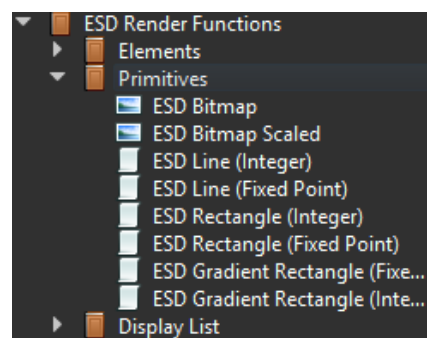 ESD Render Functions
Elements
Primitives
ESD Bitmap
ESD Bitmap Scaled
ESD Line (Integer)
ESD Line (Fixed Point)
ESD Rectangle (Integer)
ESD Rectangle (Fixed Point)
ESD Gradient Rectangle (Fixe...
ESD Gradient Rectangle (Inte...
Display List